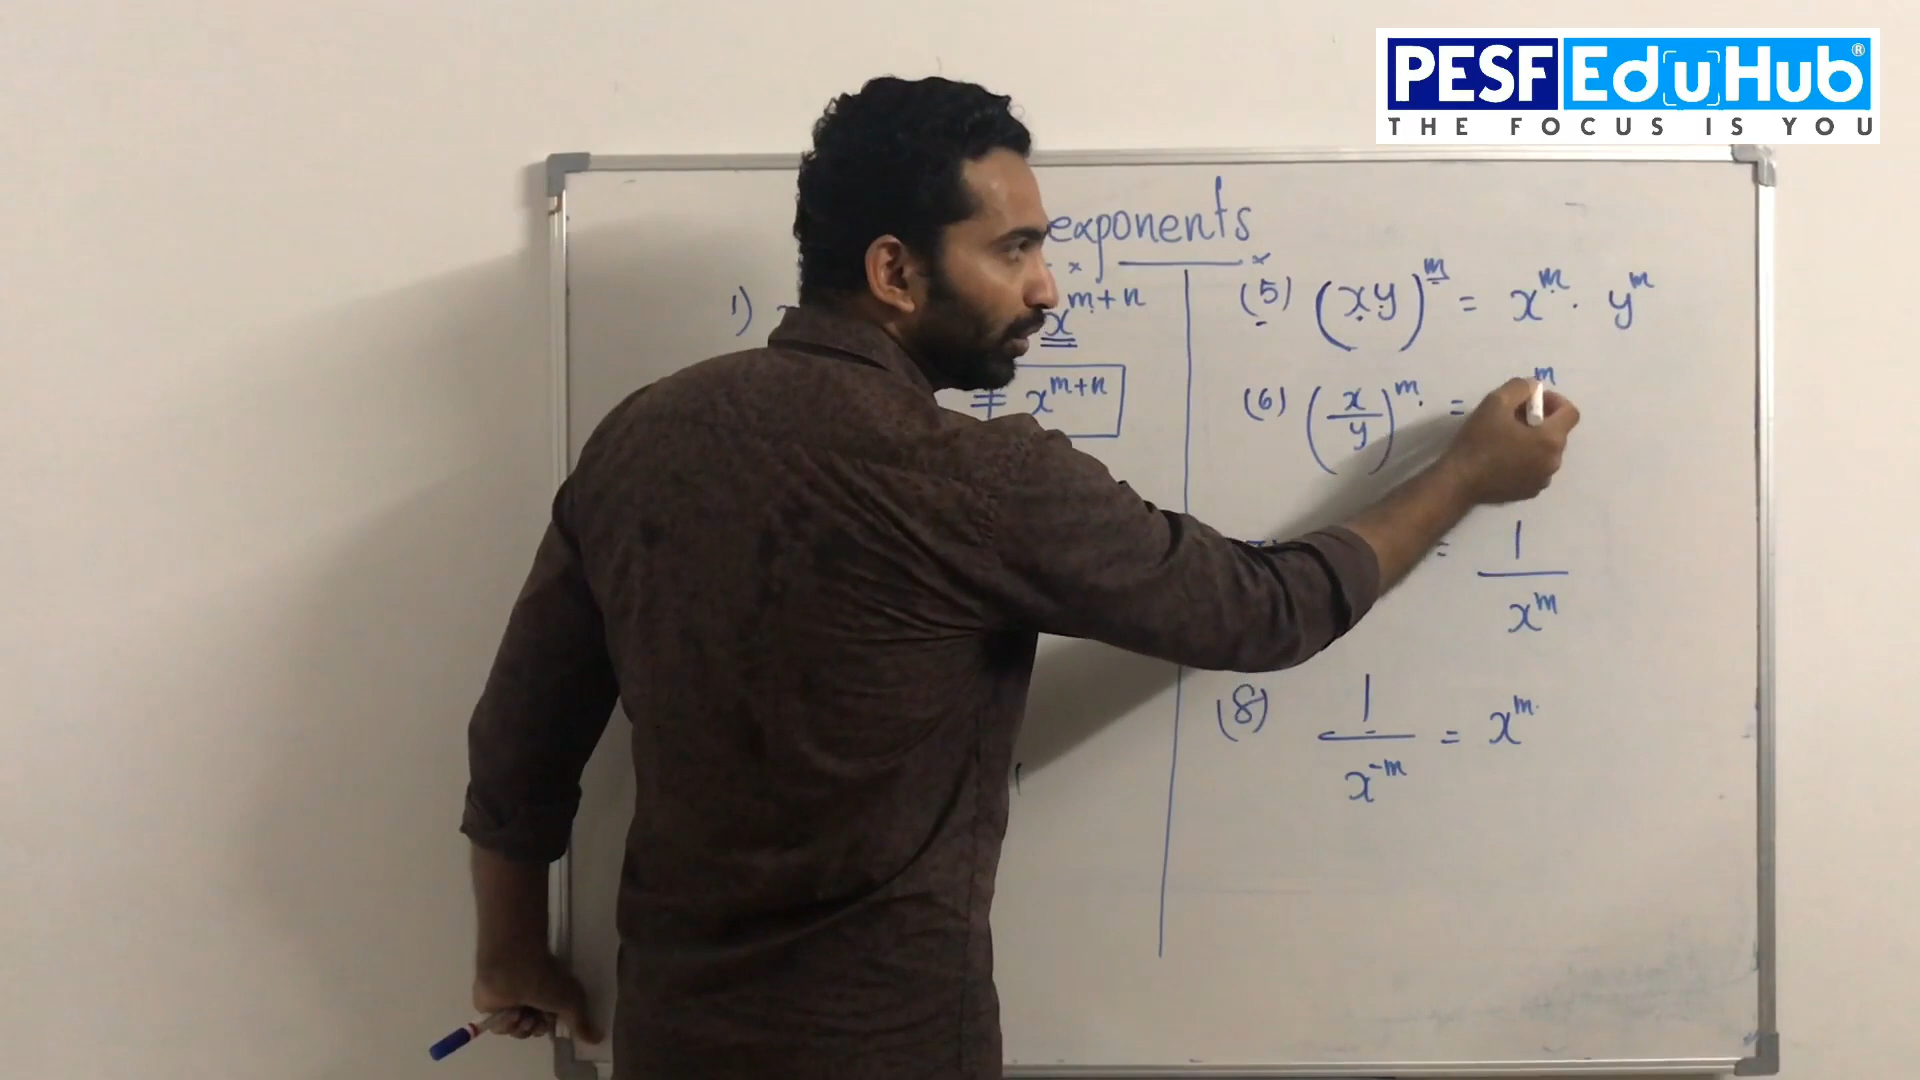 PESF EduHub®
THE FOCUS IS YOU
exponents
1) x^{m+n}
= x^{m+n}
(5) (xy)^m = x^m · y^m
(6) (x/y)^m = ^m
= 1/x^m
(8) 1/x^{-m} = x^m